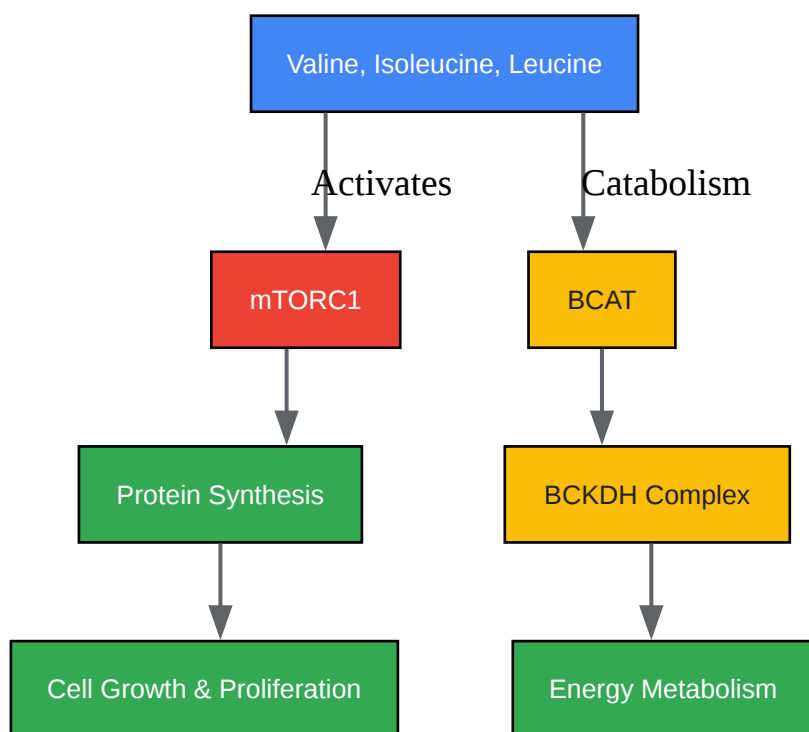 Valine, Isoleucine, Leucine
Activates
Catabolism
mTORC1
BCAT
Protein Synthesis
BCKDH Complex
Cell Growth & Proliferation
Energy Metabolism